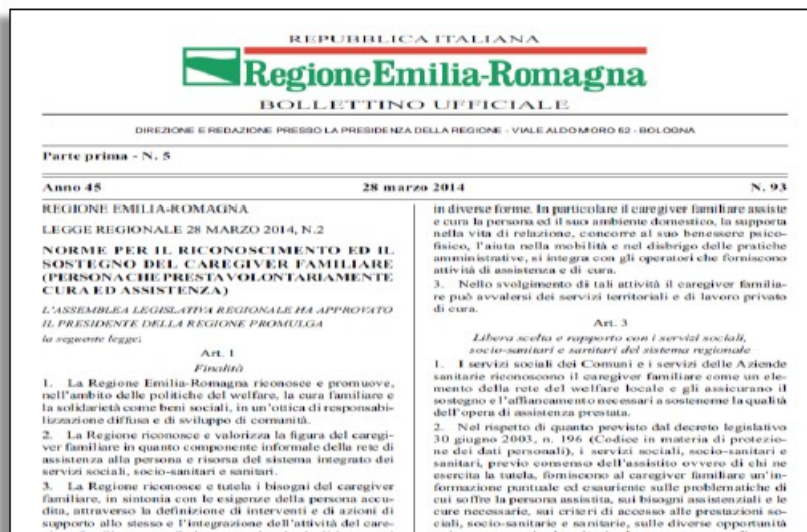 REPUBBLICA ITALIANA
RegioneEmilia-Romagna
BOLLETTINO UFFICIALE
DIREZIONE E REDAZIONE PRESSO LA PRESIDENZA DELLA REGIONE - VIALE ALDO MORO 52 - BOLOGNA
Parte prima - N. 5
Anno 45 28 marzo 2014 N. 93
REGIONE EMILIA-ROMAGNA
LEGGE REGIONALE 28 MARZO 2014, N.2
NORME PER IL RICONOSCIMENTO ED IL
SOSTEGNO DEL CAREGIVER FAMILIARE
(PERSONA CHE PRESTA VOLONTARIAMENTE
CURA ED ASSISTENZA)
L'ASSEMBLEA LEGISLATIVA REGIONALE HA APPROVATO
IL PRESIDENTE DELLA REGIONE PROMULGA
la seguente legge:
Art. 1
Finalità
1. La Regione Emilia-Romagna riconosce e promuove,
nell'ambito delle politiche del welfare, la cura familiare e
la solidarietà come beni sociali, in un'ottica di responsabi-
lizzazione diffusa e di sviluppo di comunità.
2. La Regione riconosce e valorizza la figura del caregi-
ver familiare in quanto componente informale della rete di
assistenza alla persona e risorsa del sistema integrato dei
servizi sociali, socio-sanitari e sanitari.
3. La Regione riconosce e tutela i bisogni del caregiver
familiare, in sintonia con le esigenze della persona accu-
dita, attraverso la definizione di interventi e di azioni di
supporto allo stesso e l'integrazione dell'attività del care-
in diverse forme. In particolare il caregiver familiare assiste
e cura la persona ed il suo ambiente domestico, la supporta
nella vita di relazione, concorre al suo benessere psico-
fisico, l'aiuta nella mobilità e nel disbrigo delle pratiche
amministrative, si integra con gli operatori che forniscono
attività di assistenza e di cura.
3. Nello svolgimento di tali attività il caregiver familia-
re può avvalersi dei servizi territoriali e di lavoro privato
di cura.
Art. 3
Libera scelta e rapporto con i servizi sociali,
socio-sanitari e sanitari del sistema regionale
1. I servizi sociali dei Comuni e i servizi delle Aziende
sanitarie riconoscono il caregiver familiare come un ele-
mento della rete del welfare locale e gli assicurano il
sostegno e l'affiancamento necessari a sostenerne la qualità
dell'opera di assistenza prestata.
2. Nel rispetto di quanto previsto dal decreto legislativo
30 giugno 2003, n. 196 (Codice in materia di protezio-
ne dei dati personali), i servizi sociali, socio-sanitari e
sanitari, previo consenso dell'assistito ovvero di chi ne
esercita la tutela, forniscono al caregiver familiare un'in-
formazione puntuale ed esauriente sulle problematiche di
cui soffre la persona assistita, sui bisogni assistenziali e le
cure necessarie, sui criteri di accesso alle prestazioni so-
ciali, socio-sanitarie e sanitarie, sulle diverse opportunità